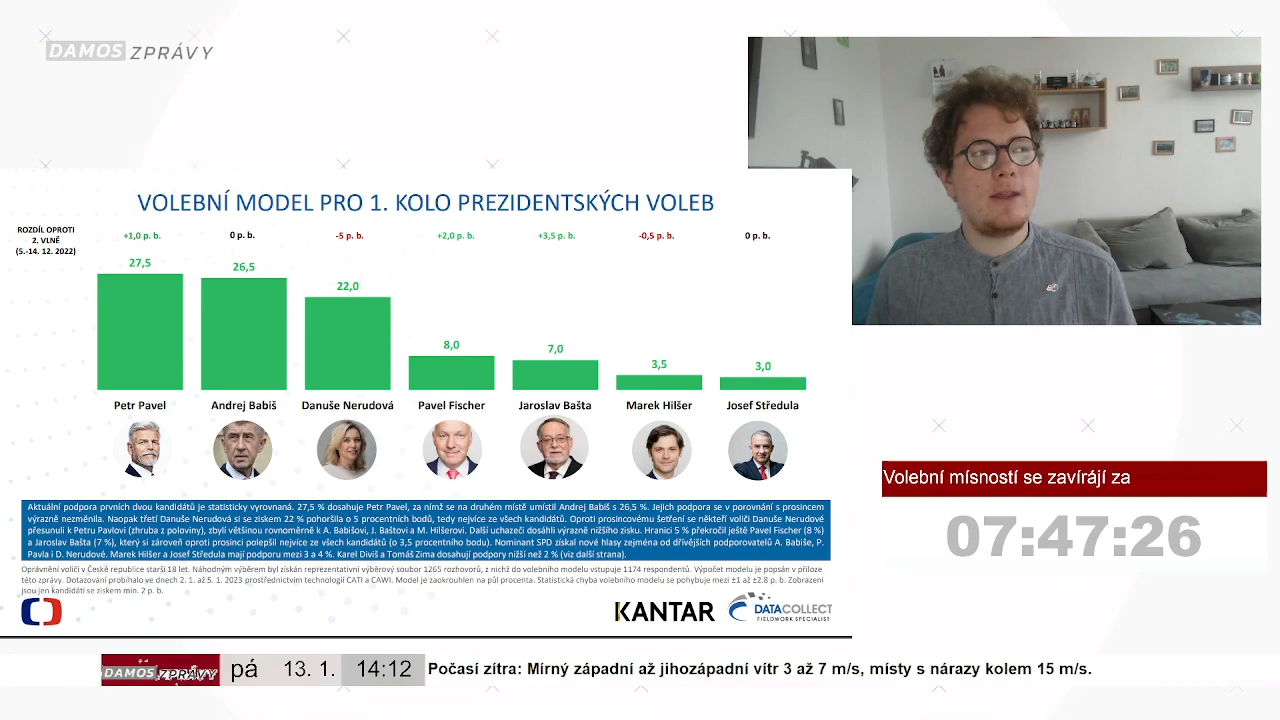 DAMOS ZPRÁVY
VOLEBNÍ MODEL PRO 1. KOLO PREZIDENTSKÝCH VOLEB
ROZDÍL OPROTI
2. VLNĚ
(5.-14. 12. 2022)
+1,0 p. b. 0 p. b. -5 p. b. +2,0 p. b. +3,5 p. b. -0,5 p. b. 0 p. b.
27,5 26,5 22,0 8,0 7,0 3,5 3,0
Petr Pavel Andrej Babiš Danuše Nerudová Pavel Fischer Jaroslav Bašta Marek Hilšer Josef Středula
Aktuální podpora prvních dvou kandidátů je statisticky vyrovnaná. 27,5 % dosahuje Petr Pavel, za nímž se na druhém místě umístil Andrej Babiš s 26,5 %. Jejich podpora se v porovnání s prosincem
výrazně nezměnila. Naopak třetí Danuše Nerudová si se ziskem 22 % pohoršila o 5 procentních bodů, tedy nejvíce ze všech kandidátů. Oproti prosincovému šetření se někteří voliči Danuše Nerudové
přesunuli k Petru Pavlovi (zhruba z poloviny), zbylí většinou rovnoměrně k A. Babišovi, J. Baštovi a M. Hilšerovi. Další uchazeči dosáhli výrazně nižšího zisku. Hranici 5 % překročil ještě Pavel Fischer (8 %)
a Jaroslav Bašta (7 %), který si zároveň oproti prosinci polepšil nejvíce ze všech kandidátů (o 3,5 procentního bodu). Nominant SPD získal nové hlasy zejména od dřívějších podporovatelů A. Babiše, P.
Pavla i D. Nerudové. Marek Hilšer a Josef Středula mají podporu mezi 3 a 4 %. Karel Diviš a Tomáš Zima dosahují podpory nižší než 2 % (viz další strana).
Oprávnění voliči v České republice starší 18 let. Náhodným výběrem byl získán reprezentativní výběrový soubor 1265 rozhovorů, z nichž do volebního modelu vstupuje 1174 respondentů. Výpočet modelu je popsán v příloze
této zprávy. Dotazování probíhalo ve dnech 2. 1. až 5. 1. 2023 prostřednictvím technologií CATI a CAWI. Model je zaokrouhlen na půl procenta. Statistická chyba volebního modelu se pohybuje mezi ±1 až ±2.8 p. b. Zobrazení
jsou jen kandidáti se ziskem min. 2 p. b.
KANTAR
DATACOLLECT
FIELDWORK SPECIALIST
Volební mísností se zavírájí za
07:47:26
DAMOS ZPRÁVY pá 13. 1. 14:12 Počasí zítra: Mírný západní až jihozápadní vítr 3 až 7 m/s, místy s nárazy kolem 15 m/s.